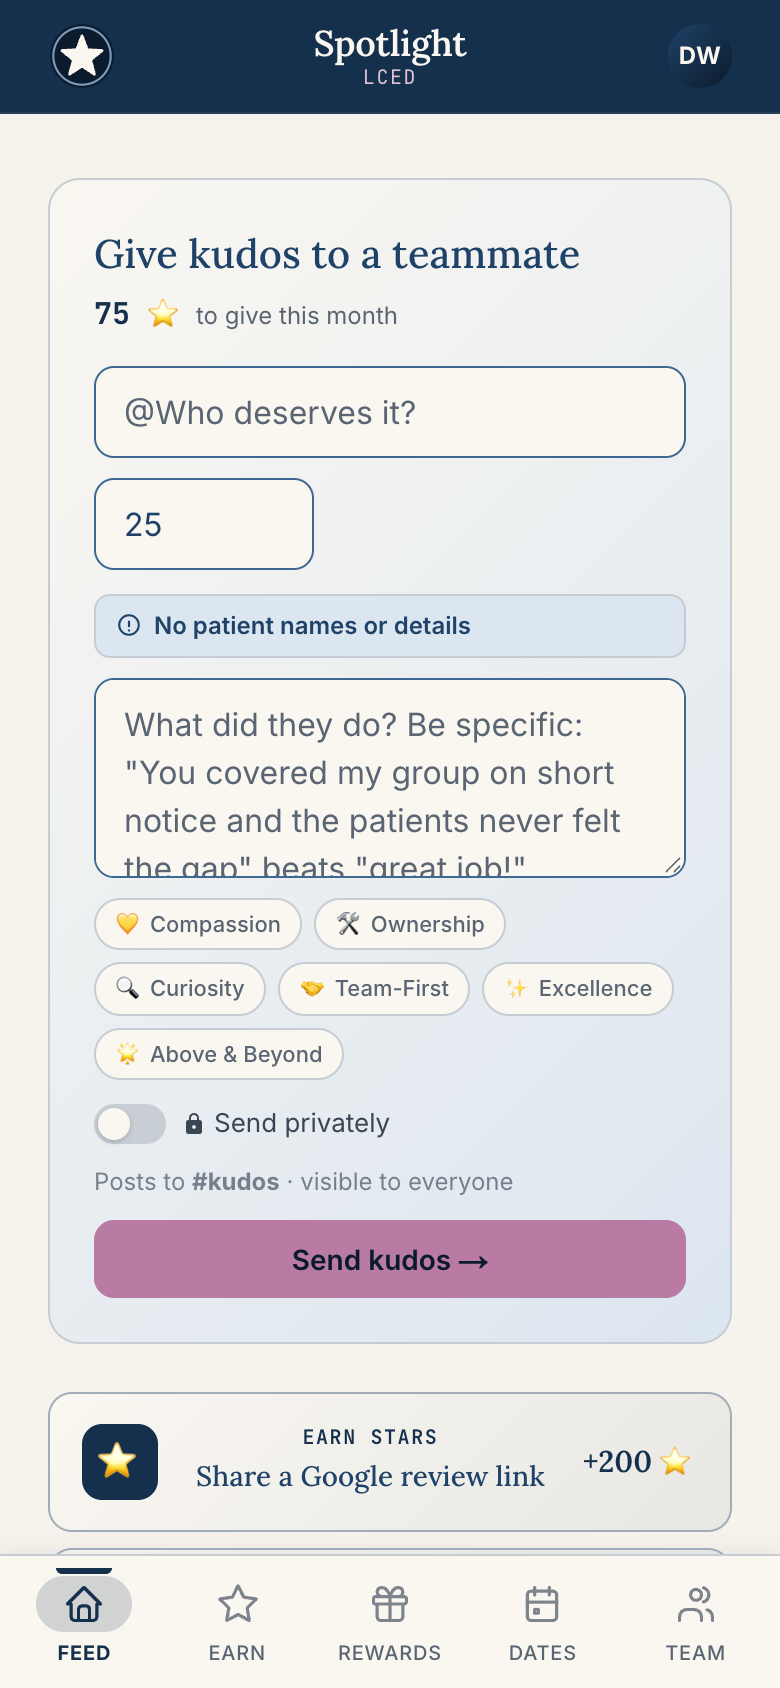 Spotlight
LCED
DW
Give kudos to a teammate
75 ⭐ to give this month
@Who deserves it?
25
No patient names or details
What did they do? Be specific:
"You covered my group on short
notice and the patients never felt
the gap" beats "great job!"
💛 Compassion
🛠️ Ownership
🔍 Curiosity
🤝 Team-First
✨ Excellence
🌟 Above & Beyond
Send privately
Posts to #kudos · visible to everyone
Send kudos →
EARN STARS
Share a Google review link
+200 ⭐
FEED
EARN
REWARDS
DATES
TEAM